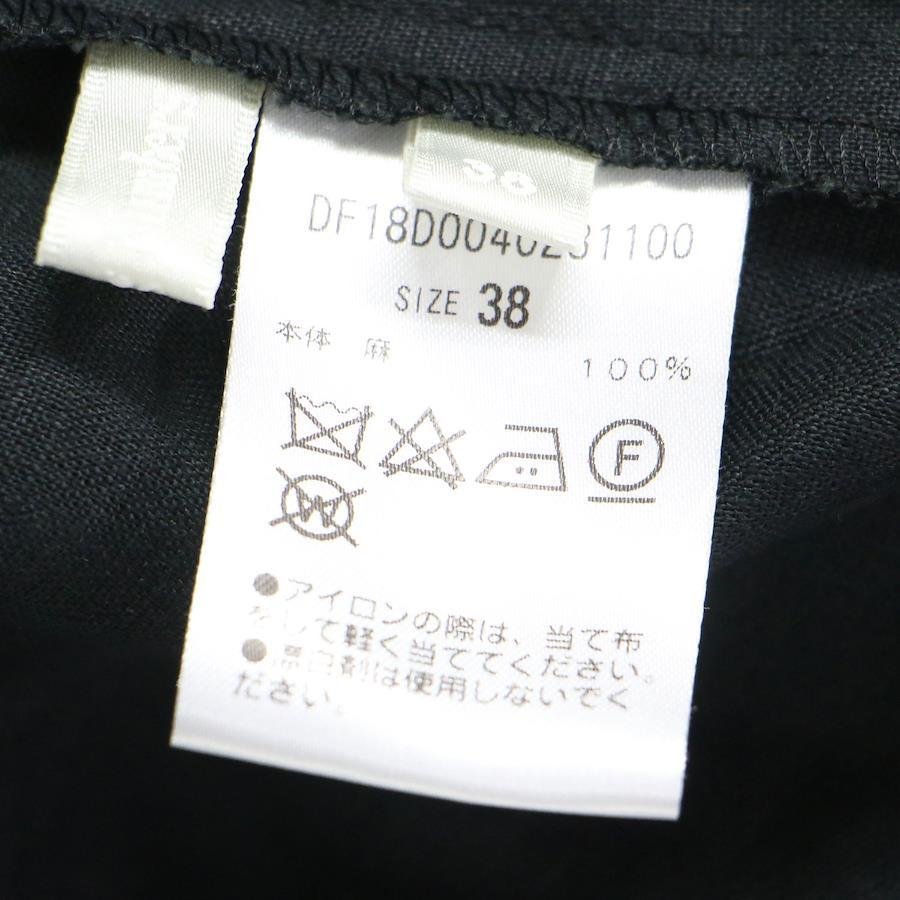 38
SIZE 38
本体 麻 100%
F
W
●アイロンの際は、当て布
をして軽く当ててください。
●漂白剤は使用しないでく
ださい。